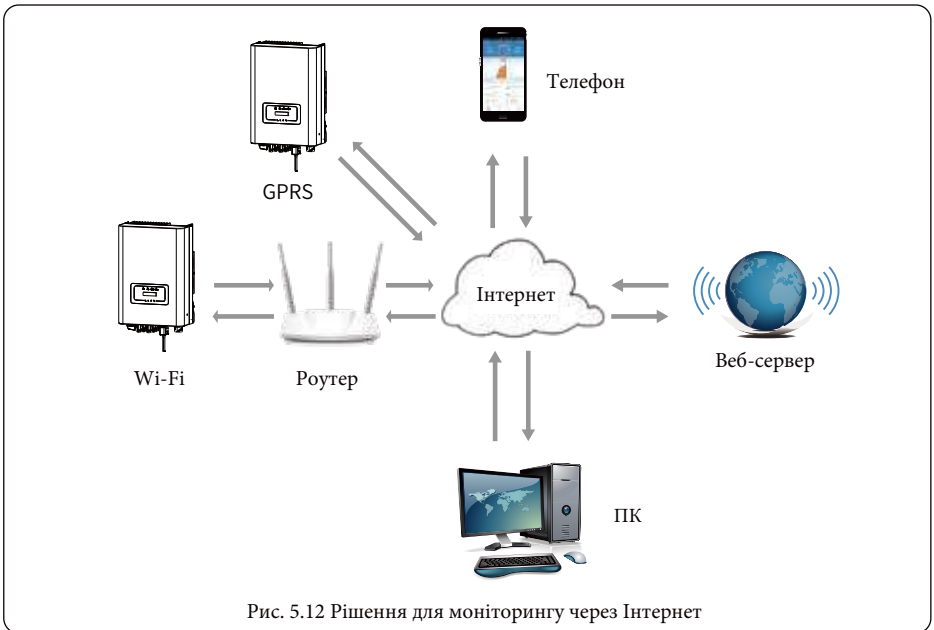 Телефон
GPRS
Інтернет
Wi-Fi
Роутер
Веб-сервер
ПК
Рис. 5.12 Рішення для моніторингу через Інтернет